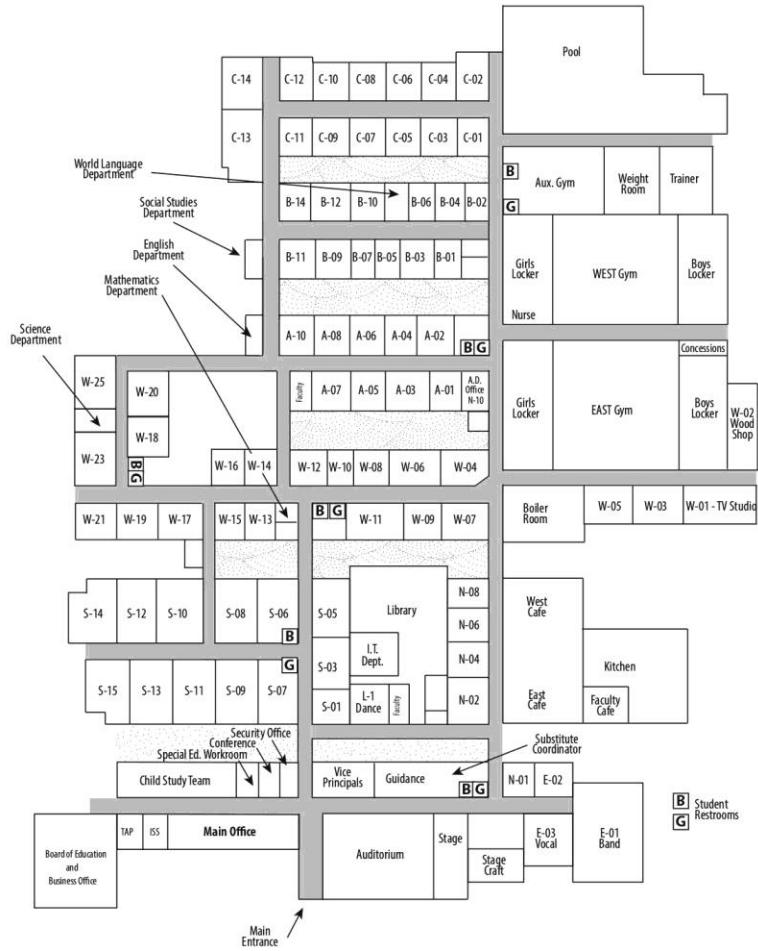 Pool
C-14
C-12
C-10
C-08
C-06
C-04
C-02
C-13
C-11
C-09
C-07
C-05
C-03
C-01
World Language
Department
B
Aux. Gym
Weight
Room
Trainer
G
Social Studies
Department
B-14
B-12
B-10
B-06
B-04
B-02
English
Department
B-11
B-09
B-07
B-05
B-03
B-01
Girls
Locker
WEST Gym
Boys
Locker
Nurse
Mathematics
Department
Science
Department
A-10
A-08
A-06
A-04
A-02
B
G
Concessions
W-25
W-20
Faculty
A-07
A-05
A-03
A-01
A.D.
Office
N-10
Girls
Locker
EAST Gym
Boys
Locker
W-02
Wood
Shop
W-18
W-23
B
G
W-16
W-14
W-12
W-10
W-08
W-06
W-04
W-21
W-19
W-17
W-15
W-13
B
G
W-11
W-09
W-07
Boiler
Room
W-05
W-03
W-01 - TV Studio
S-14
S-12
S-10
S-08
S-06
B
S-05
Library
N-08
N-06
West
Cafe
I.T.
Dept.
N-04
Kitchen
G
S-03
S-15
S-13
S-11
S-09
S-07
S-01
L-1
Dance
Faculty
N-02
East
Cafe
Faculty
Cafe
Security Office
Conference
Special Ed. Workroom
Substitute
Coordinator
Child Study Team
Vice
Principals
Guidance
B
G
N-01
E-02
B
Student
Restrooms
G
TAP
ISS
Main Office
Auditorium
Stage
Stage
Craft
E-03
Vocal
E-01
Band
Board of Education
and
Business Office
Main
Entrance